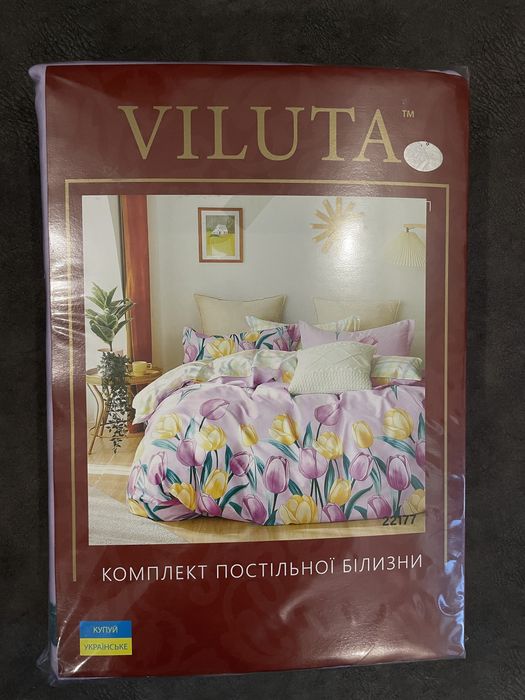 VILUTA™
22177
КОМПЛЕКТ ПОСТІЛЬНОЇ БІЛИЗНИ
КУПУЙ
УКРАЇНСЬКЕ